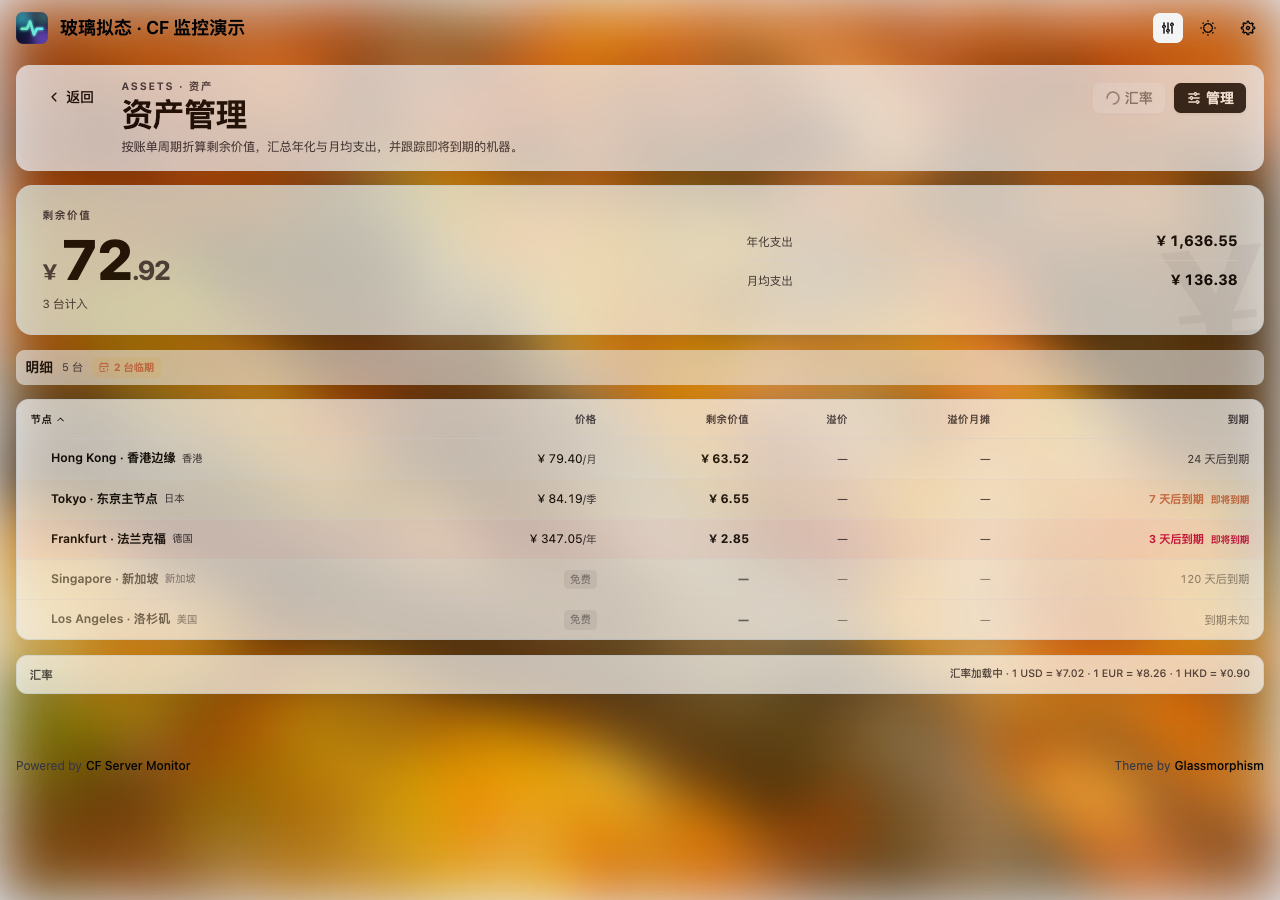 玻璃拟态 · CF 监控演示
返回
ASSETS · 资产
资产管理
按账单周期折算剩余价值，汇总年化与月均支出，并跟踪即将到期的机器。
汇率
管理
剩余价值
¥ 72.92
3 台计入
年化支出 ¥ 1,636.55
月均支出 ¥ 136.38
¥
明细 5 台 2 台临期
节点 价格 剩余价值 溢价 溢价月摊 到期
Hong Kong · 香港边缘 香港 ¥ 79.40/月 ¥ 63.52 — — 24 天后到期
Tokyo · 东京主节点 日本 ¥ 84.19/季 ¥ 6.55 — — 7 天后到期 即将到期
Frankfurt · 法兰克福 德国 ¥ 347.05/年 ¥ 2.85 — — 3 天后到期 即将到期
Singapore · 新加坡 新加坡 免费 — — — 120 天后到期
Los Angeles · 洛杉矶 美国 免费 — — — 到期未知
汇率 汇率加载中 · 1 USD = ¥7.02 · 1 EUR = ¥8.26 · 1 HKD = ¥0.90
Powered by CF Server Monitor
Theme by Glassmorphism